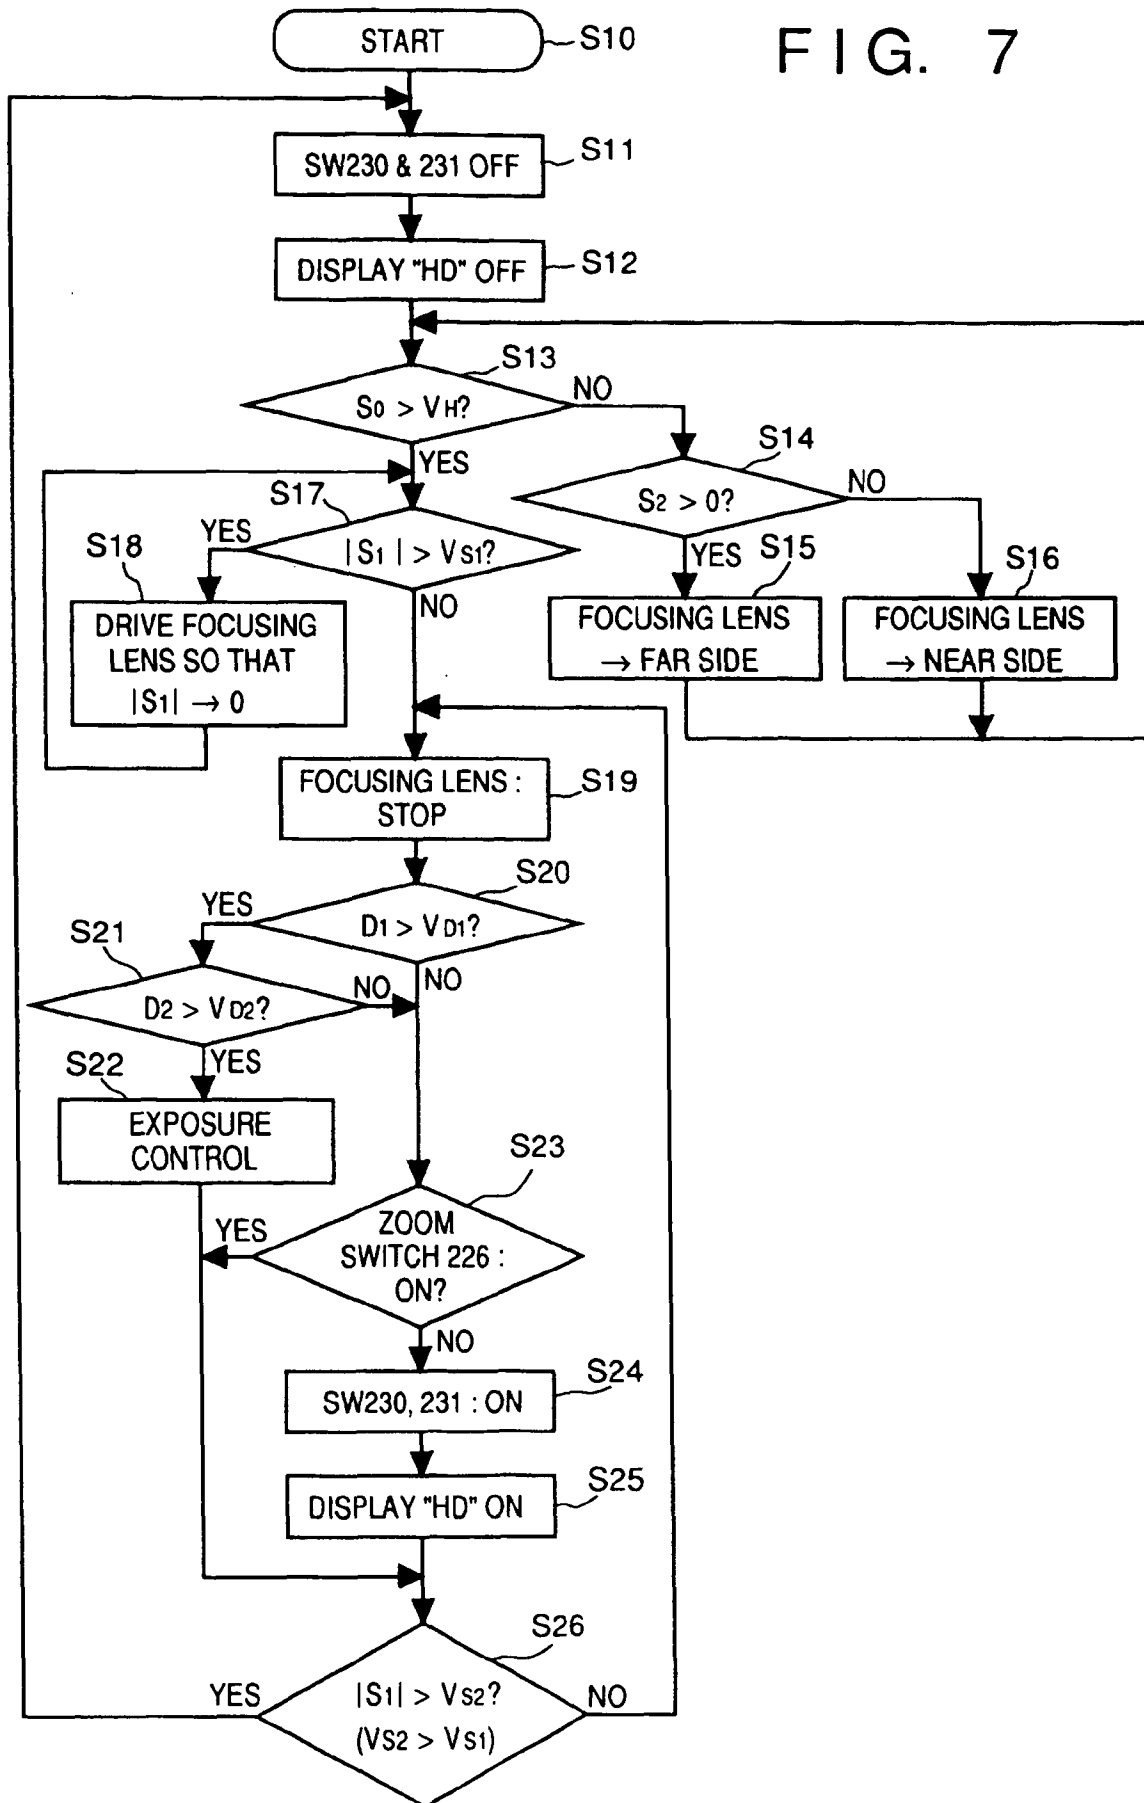 FIG. 7
START
S10
SW230 & 231 OFF
S11
DISPLAY "HD" OFF
S12
S13
S0 > VH?
NO
YES
S14
S2 > 0?
NO
YES
S15
FOCUSING LENS
→ FAR SIDE
S16
FOCUSING LENS
→ NEAR SIDE
S17
|S1| > VS1?
YES
NO
S18
DRIVE FOCUSING
LENS SO THAT
|S1| → 0
FOCUSING LENS :
STOP
S19
S20
D1 > VD1?
YES
NO
S21
D2 > VD2?
NO
YES
S22
EXPOSURE
CONTROL
S23
ZOOM
SWITCH 226 :
ON?
YES
NO
S24
SW230, 231 : ON
S25
DISPLAY "HD" ON
S26
|S1| > VS2?
(VS2 > VS1)
YES
NO